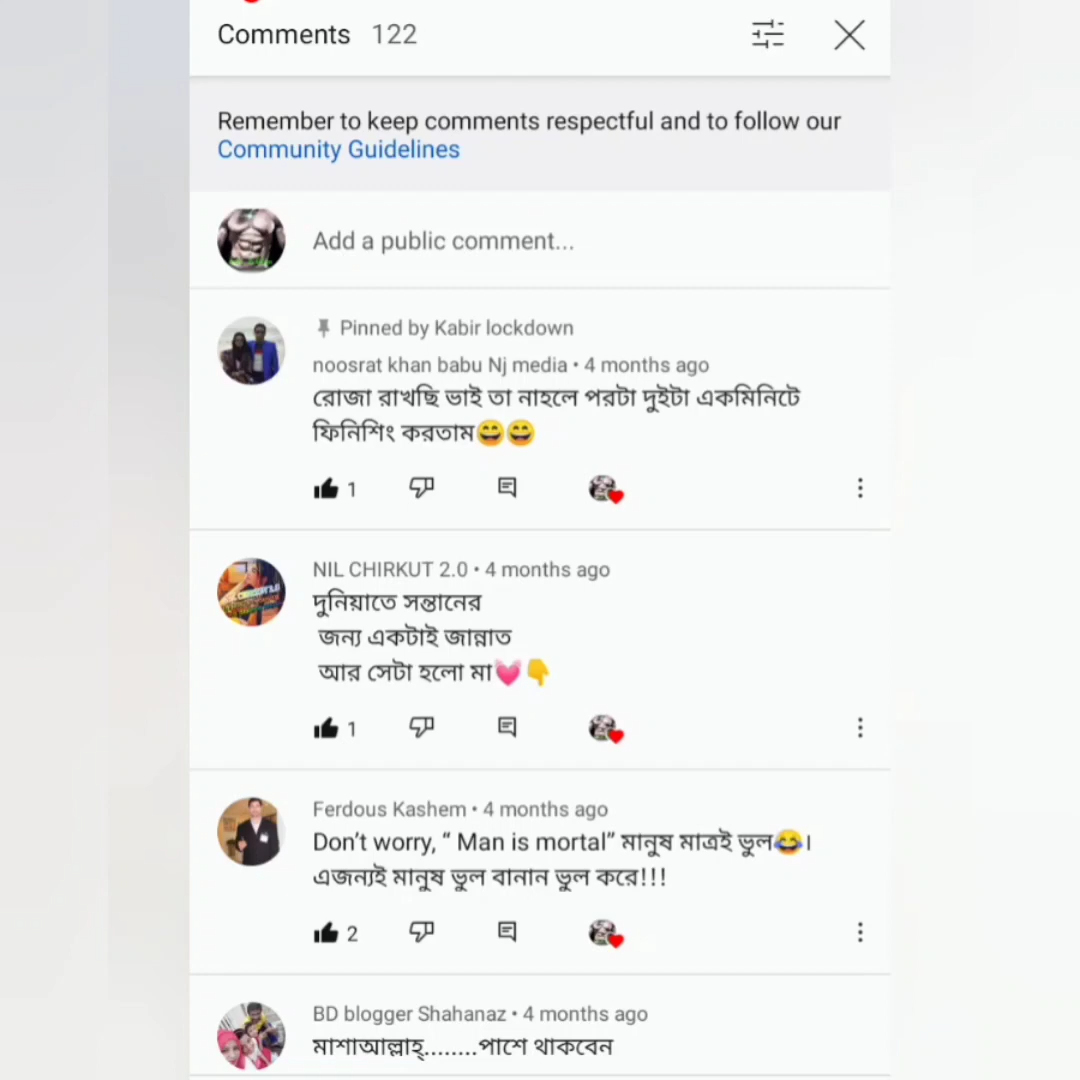 Comments 122
Remember to keep comments respectful and to follow our
Community Guidelines
Add a public comment...
Pinned by Kabir lockdown
noosrat khan babu Nj media • 4 months ago
রোজা রাখছি ভাই তা নাহলে পরটা দুইটা একমিনিটে
ফিনিশিং করতাম😄😄
1
NIL CHIRKUT 2.0 • 4 months ago
দুনিয়াতে সন্তানের
জন্য একটাই জান্নাত
আর সেটা হলো মা💓👇
1
Ferdous Kashem • 4 months ago
Don’t worry, “ Man is mortal” মানুষ মাত্রই ভুল😂।
এজন্যই মানুষ ভুল বানান ভুল করে!!!
2
BD blogger Shahanaz • 4 months ago
মাশাআল্লাহ্........পাশে থাকবেন